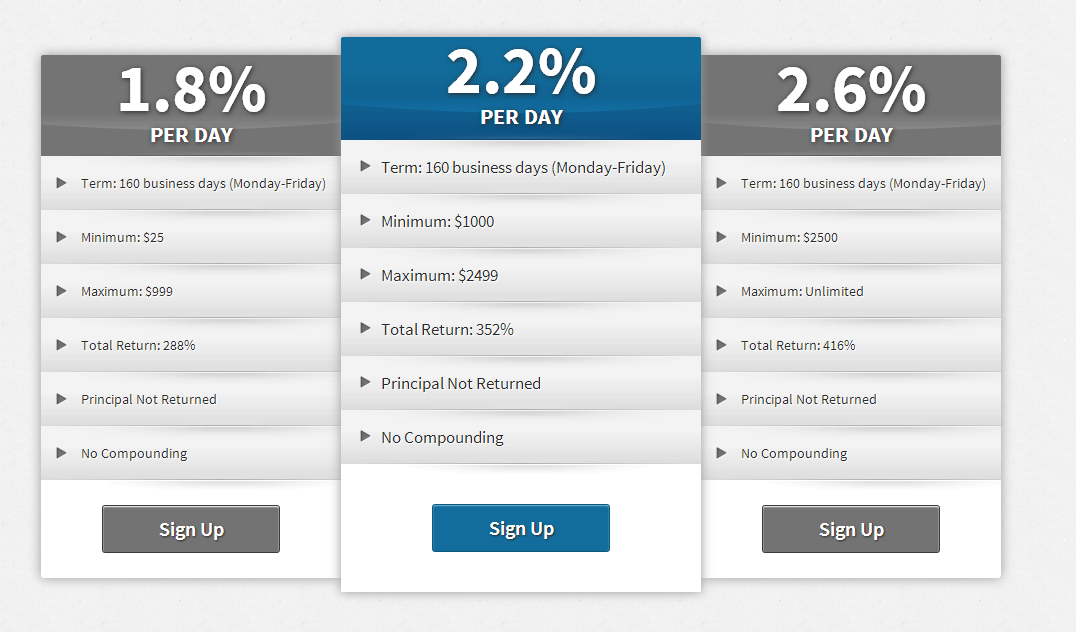 1.8%
PER DAY
Term: 160 business days (Monday-Friday)
Minimum: $25
Maximum: $999
Total Return: 288%
Principal Not Returned
No Compounding
Sign Up
2.2%
PER DAY
Term: 160 business days (Monday-Friday)
Minimum: $1000
Maximum: $2499
Total Return: 352%
Principal Not Returned
No Compounding
Sign Up
2.6%
PER DAY
Term: 160 business days (Monday-Friday)
Minimum: $2500
Maximum: Unlimited
Total Return: 416%
Principal Not Returned
No Compounding
Sign Up